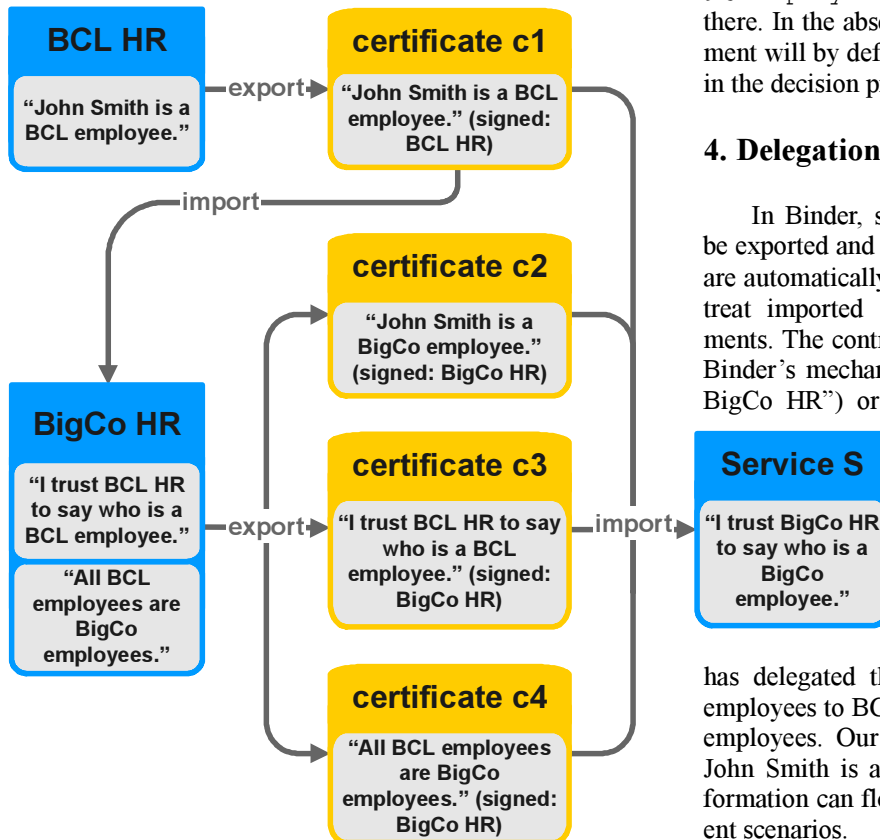 BCL HR
“John Smith is a
BCL employee.”
export
certificate c1
“John Smith is a BCL
employee.” (signed:
BCL HR)
import
certificate c2
“John Smith is a
BigCo employee.”
(signed: BigCo HR)
BigCo HR
“I trust BCL HR
to say who is a
BCL employee.”
“All BCL
employees are
BigCo
employees.”
export
certificate c3
“I trust BCL HR to say
who is a BCL
employee.” (signed:
BigCo HR)
certificate c4
“All BCL employees
are BigCo
employees.” (signed:
BigCo HR)
import
Service S
“I trust BigCo HR
to say who is a
BigCo
employee.”
there. In the abs
ment will by def
in the decision p
4. Delegation
In Binder, s
be exported and
are automatically
treat imported
ments. The contr
Binder’s mechan
BigCo HR”) or
has delegated t
employees to BC
employees. Our
John Smith is a
formation can fl
ent scenarios.